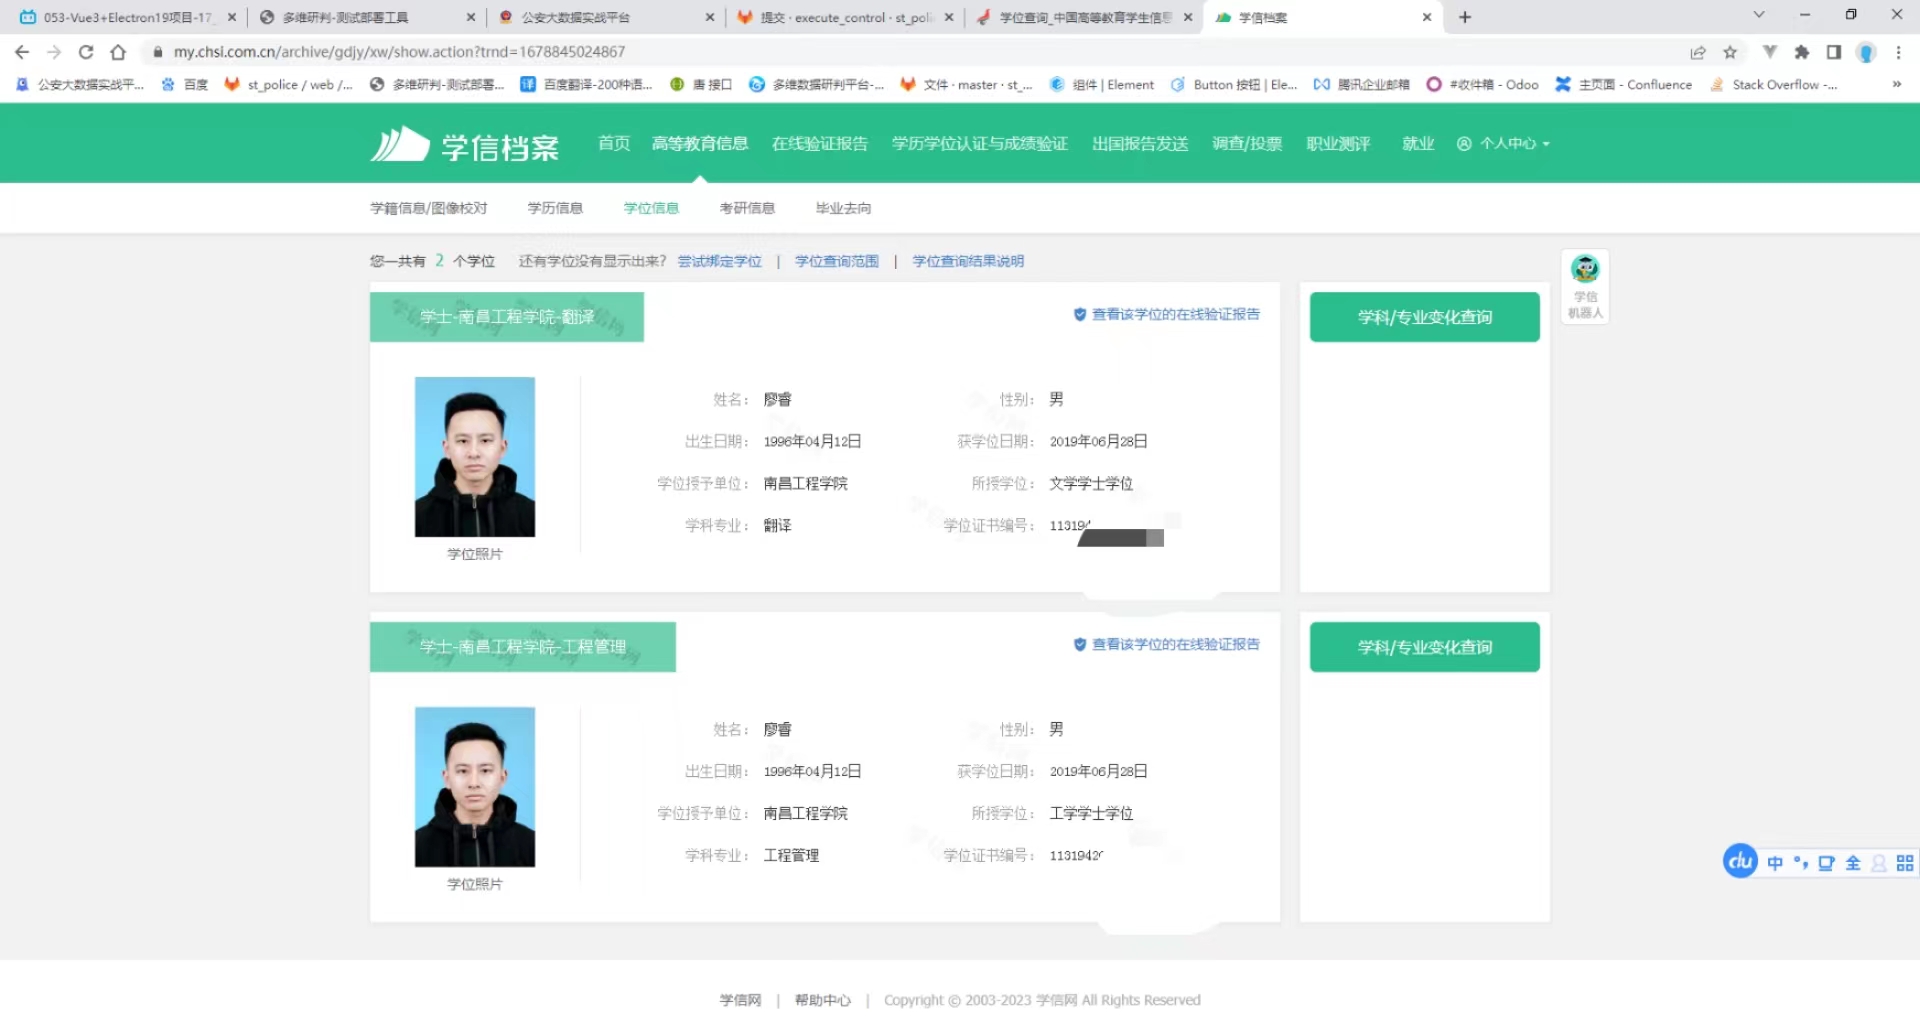 053-Vue3+Electron19项目-17_
多维研判-测试部署工具
公安大数据实战平台
提交 · execute_control · st_poli
学位查询_中国高等教育学生信息
学信档案
my.chsi.com.cn/archive/gdjy/xw/show.action?trnd=1678845024867
公安大数据实战平...
百度
st_police / web /...
多维研判-测试部署...
百度翻译-200种语...
唐 接口
多维数据研判平台-...
文件 · master · st_...
组件 | Element
Button 按钮 | Ele...
腾讯企业邮箱
#收件箱 - Odoo
主页面 - Confluence
Stack Overflow -...
»
学信档案
首页 高等教育信息 在线验证报告 学历学位认证与成绩验证 出国报告发送 调查/投票 职业测评 就业 个人中心
学籍信息/图像校对 学历信息 学位信息 考研信息 毕业去向
您一共有 2 个学位 还有学位没有显示出来? 尝试绑定学位 | 学位查询范围 | 学位查询结果说明
学信
机器人
学士-南昌工程学院-翻译
查看该学位的在线验证报告
学科/专业变化查询
姓名: 廖睿 性别: 男
出生日期: 1996年04月12日 获学位日期: 2019年06月28日
学位授予单位: 南昌工程学院 所授学位: 文学学士学位
学科专业: 翻译 学位证书编号: 11319
学位照片
学士-南昌工程学院-工程管理
查看该学位的在线验证报告
学科/专业变化查询
姓名: 廖睿 性别: 男
出生日期: 1996年04月12日 获学位日期: 2019年06月28日
学位授予单位: 南昌工程学院 所授学位: 工学学士学位
学科专业: 工程管理 学位证书编号: 1131942
学位照片
du 中 °, 全
学信网 | 帮助中心 | Copyright © 2003-2023 学信网 All Rights Reserved